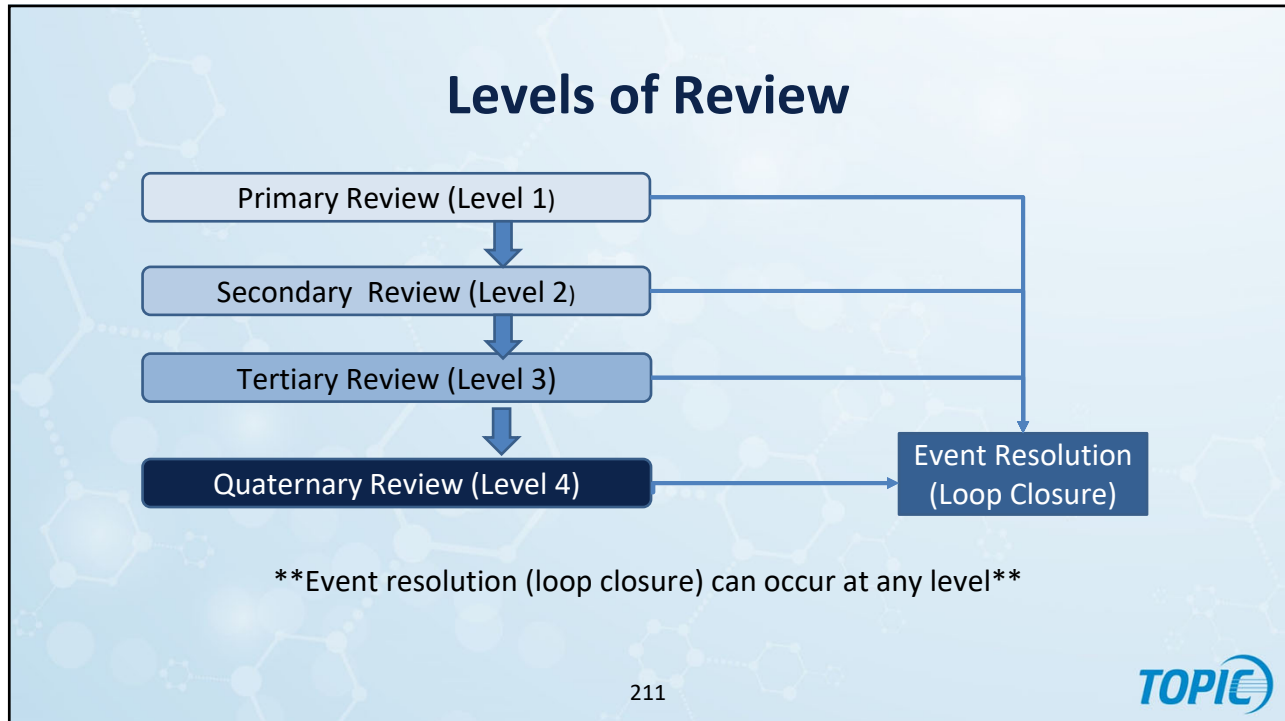 Levels of Review
Primary Review (Level 1)
Secondary  Review (Level 2)
Tertiary Review (Level 3)
Quaternary Review (Level 4)
Event Resolution
(Loop Closure)
**Event resolution (loop closure) can occur at any level**
211
TOPIC